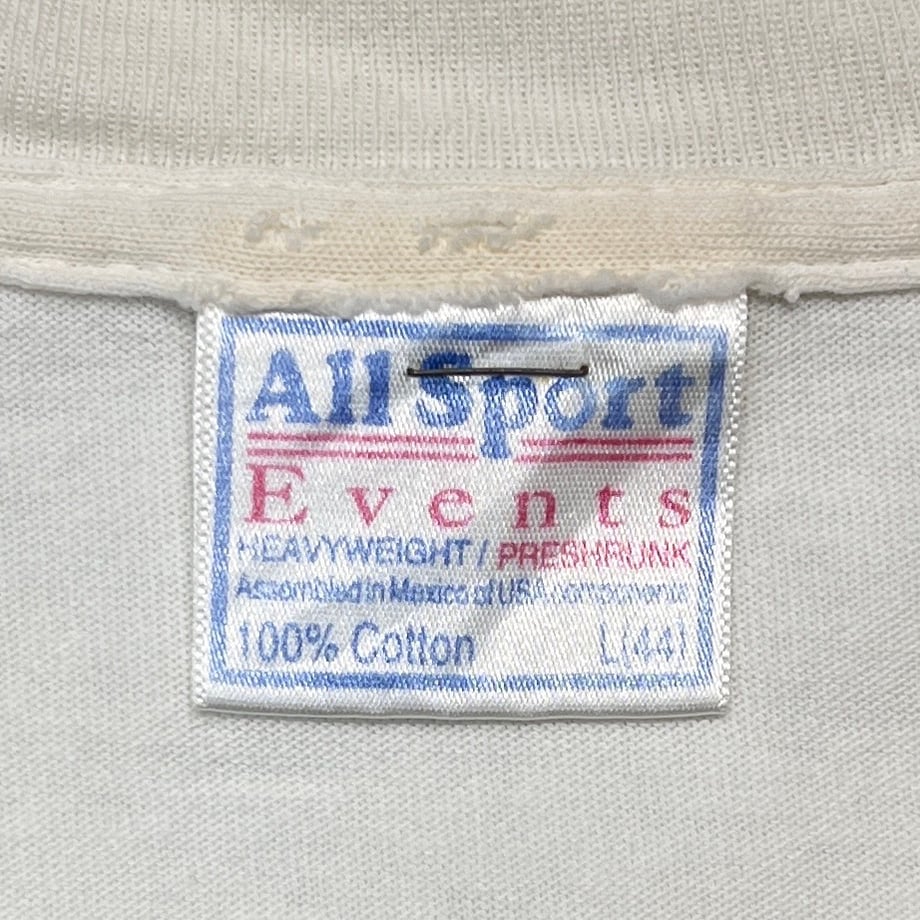 All Sport
Events
HEAVYWEIGHT / PRESHRUNK
Assembled in Mexico of USA components
100% Cotton L(44)